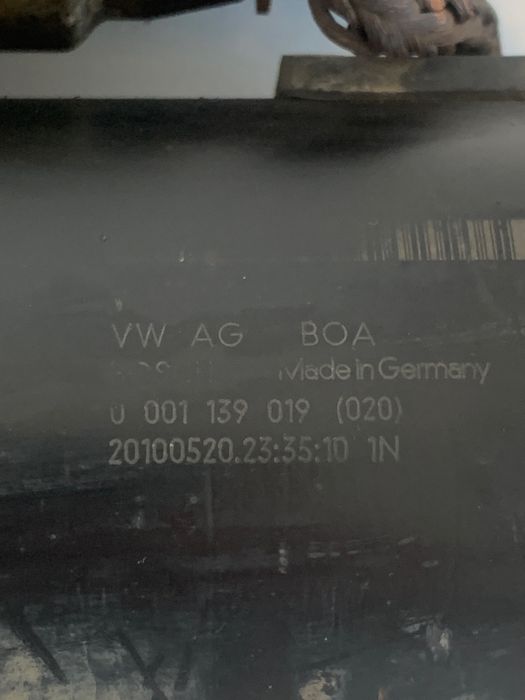 VW AG BOA
Made in Germany
0 001 139 019 (020)
20100520.23:35:10 1N